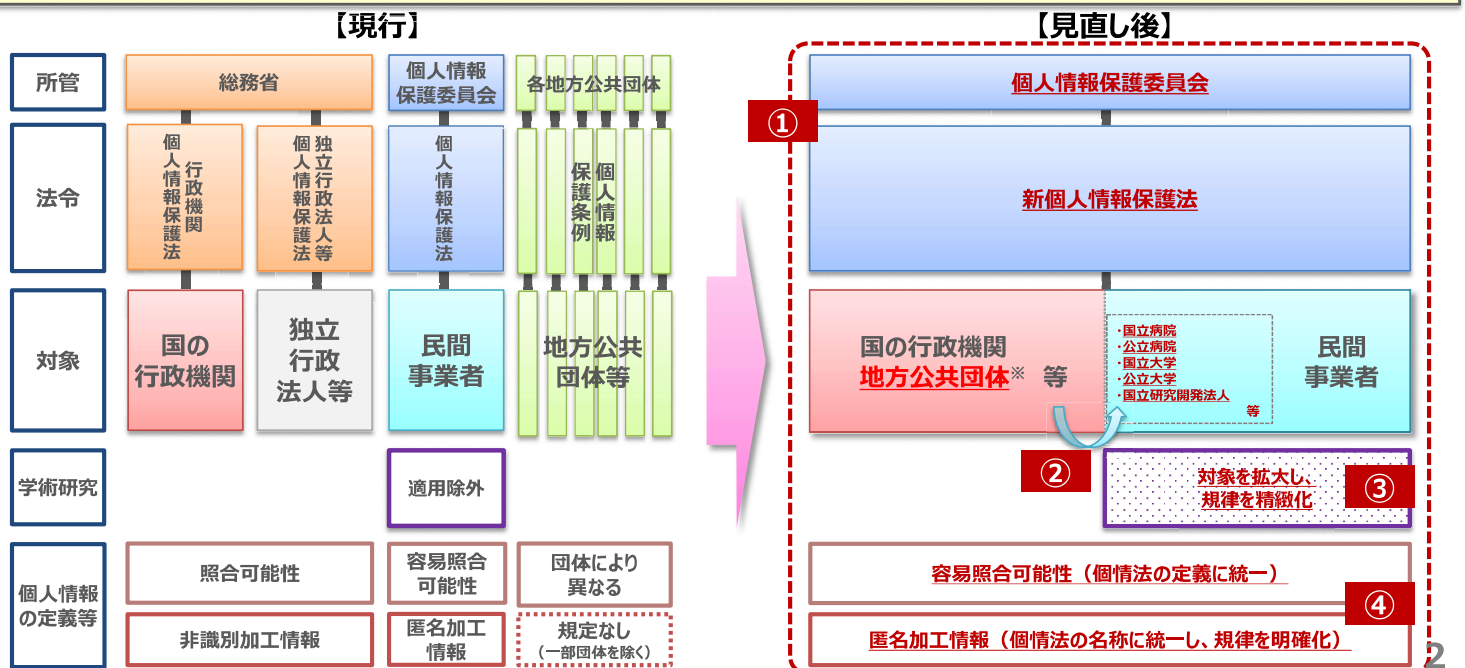 【現行】
【見直し後】
所管
総務省
個人情報
保護委員会
各地方公共団体
個人情報保護委員会
①
法令
行政機関
個人情報保護法
独立行政法人等
個人情報保護法
個人情報保護法
個人情報
保護条例
新個人情報保護法
対象
国の
行政機関
独立
行政
法人等
民間
事業者
地方公共
団体等
国の行政機関
地方公共団体※ 等
・国立病院
・公立病院
・国立大学
・公立大学
・国立研究開発法人
等
民間
事業者
②
学術研究
適用除外
対象を拡大し、
規律を精緻化
③
個人情報
の定義等
照合可能性
容易照合
可能性
団体により
異なる
容易照合可能性（個情法の定義に統一）
④
非識別加工情報
匿名加工
情報
規定なし
（一部団体を除く）
匿名加工情報（個情法の名称に統一し、規律を明確化）
2